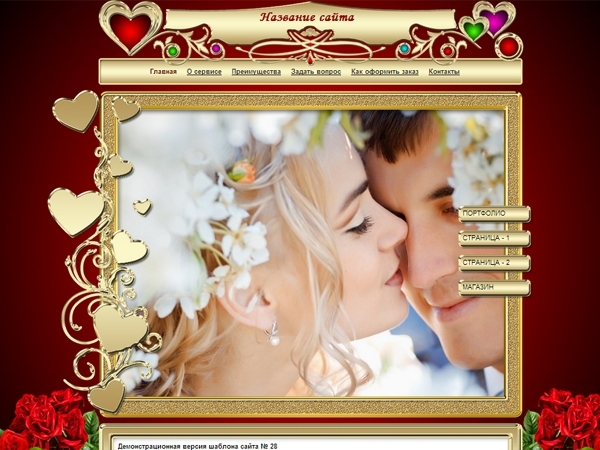 Название сайта
Главная О сервисе Преимущества Задать вопрос Как оформить заказ Контакты
ПОРТФОЛИО
СТРАНИЦА - 1
СТРАНИЦА - 2
МАГАЗИН
Демонстрационная версия шаблона сайта № 28